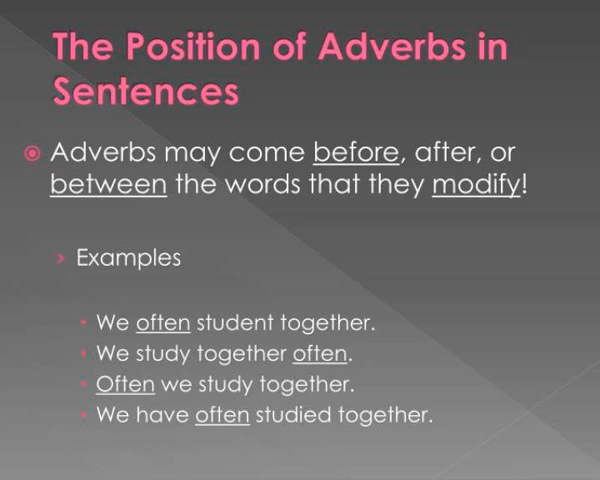 The Position of Adverbs in
Sentences
Adverbs may come before, after, or
between the words that they modify!
Examples
We often student together.
We study together often.
Often we study together.
We have often studied together.